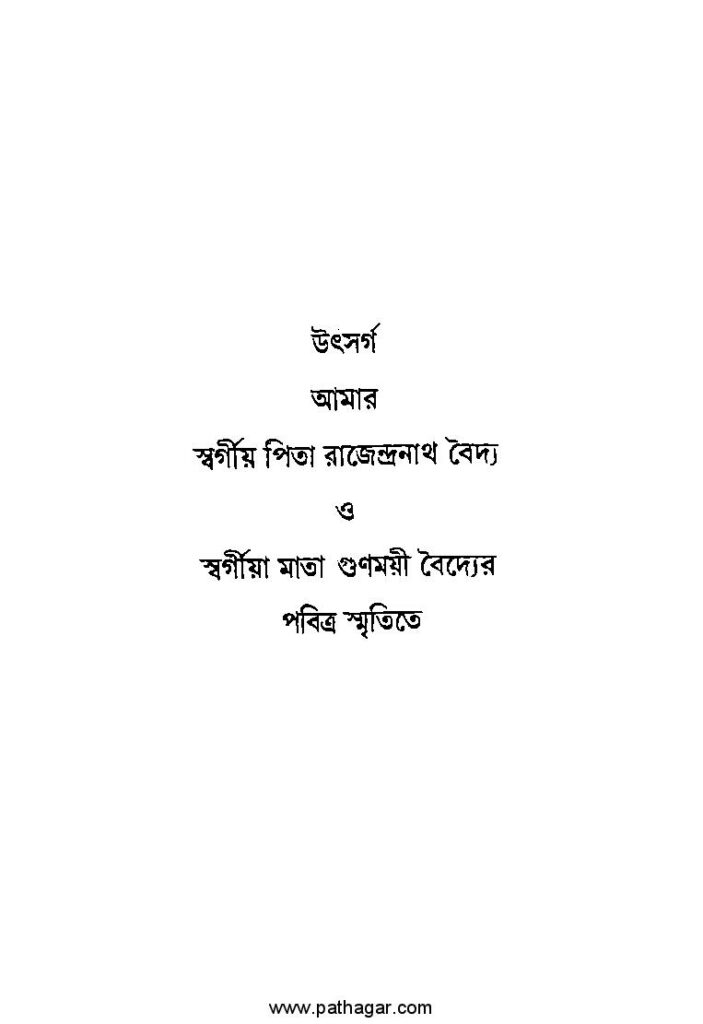 উৎসর্গ
আমার
স্বর্গীয় পিতা রাজেন্দ্রনাথ বৈদ্য
ও
স্বর্গীয়া মাতা গুণময়ী বৈদ্যের
পবিত্র স্মৃতিতে
www.pathagar.com